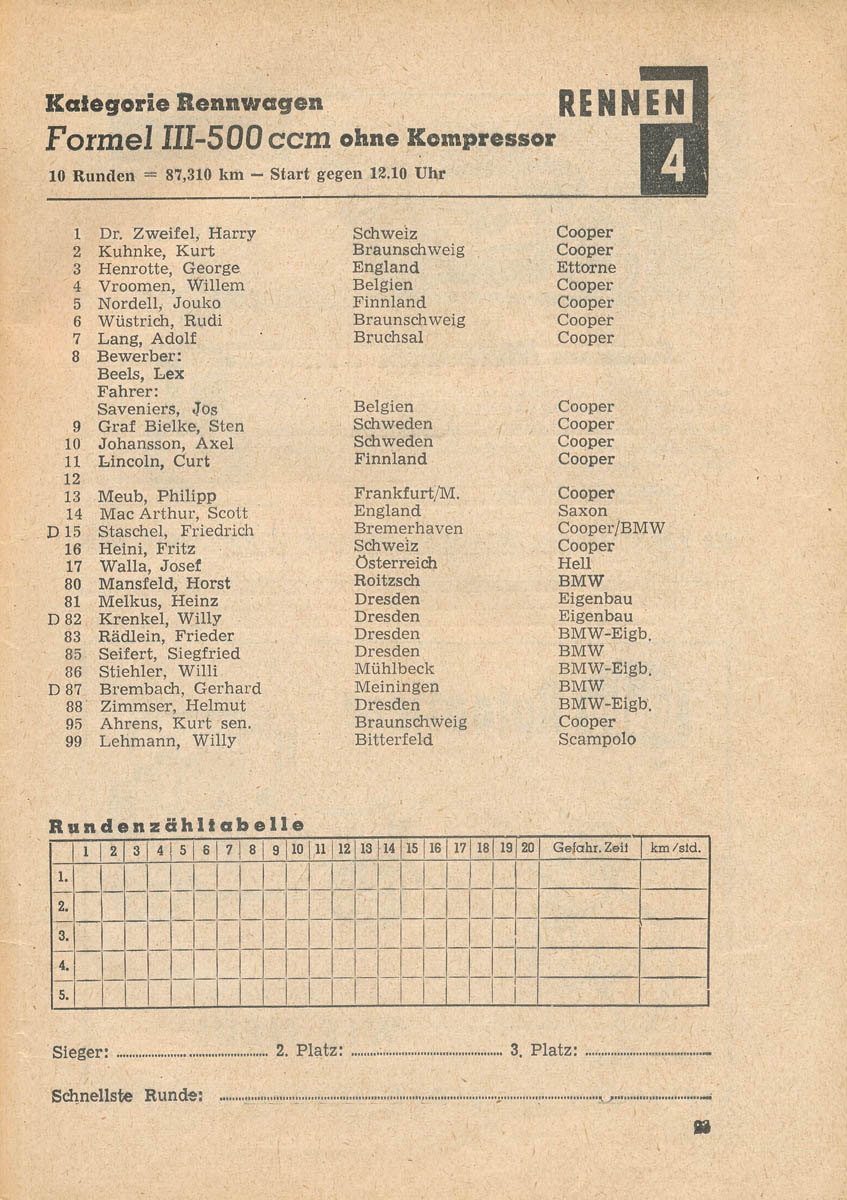 Kategorie Rennwagen
RENNEN
4
Formel III-500 ccm ohne Kompressor
10 Runden = 87,310 km — Start gegen 12.10 Uhr
1 Dr. Zweifel, Harry Schweiz Cooper
2 Kuhnke, Kurt Braunschweig Cooper
3 Henrotte, George England Ettorne
4 Vroomen, Willem Belgien Cooper
5 Nordell, Jouko Finnland Cooper
6 Wüstrich, Rudi Braunschweig Cooper
7 Lang, Adolf Bruchsal Cooper
8 Bewerber:
Beels, Lex
Fahrer:
Saveniers, Jos Belgien Cooper
9 Graf Bielke, Sten Schweden Cooper
10 Johansson, Axel Schweden Cooper
11 Lincoln, Curt Finnland Cooper
12
13 Meub, Philipp Frankfurt/M. Cooper
14 Mac Arthur, Scott England Saxon
D 15 Staschel, Friedrich Bremerhaven Cooper/BMW
16 Heini, Fritz Schweiz Cooper
17 Walla, Josef Österreich Hell
80 Mansfeld, Horst Roitzsch BMW
81 Melkus, Heinz Dresden Eigenbau
D 82 Krenkel, Willy Dresden Eigenbau
83 Rädlein, Frieder Dresden BMW-Eigb.
85 Seifert, Siegfried Dresden BMW
86 Stiehler, Willi Mühlbeck BMW-Eigb.
D 87 Brembach, Gerhard Meiningen BMW
88 Zimmser, Helmut Dresden BMW-Eigb.
95 Ahrens, Kurt sen. Braunschweig Cooper
99 Lehmann, Willy Bitterfeld Scampolo
Rundenzähltabelle
1 2 3 4 5 6 7 8 9 10 11 12 13 14 15 16 17 18 19 20 Gefahr. Zeit km/std.
1.
2.
3.
4.
5.
Sieger: 2. Platz: 3. Platz:
Schnellste Runde: